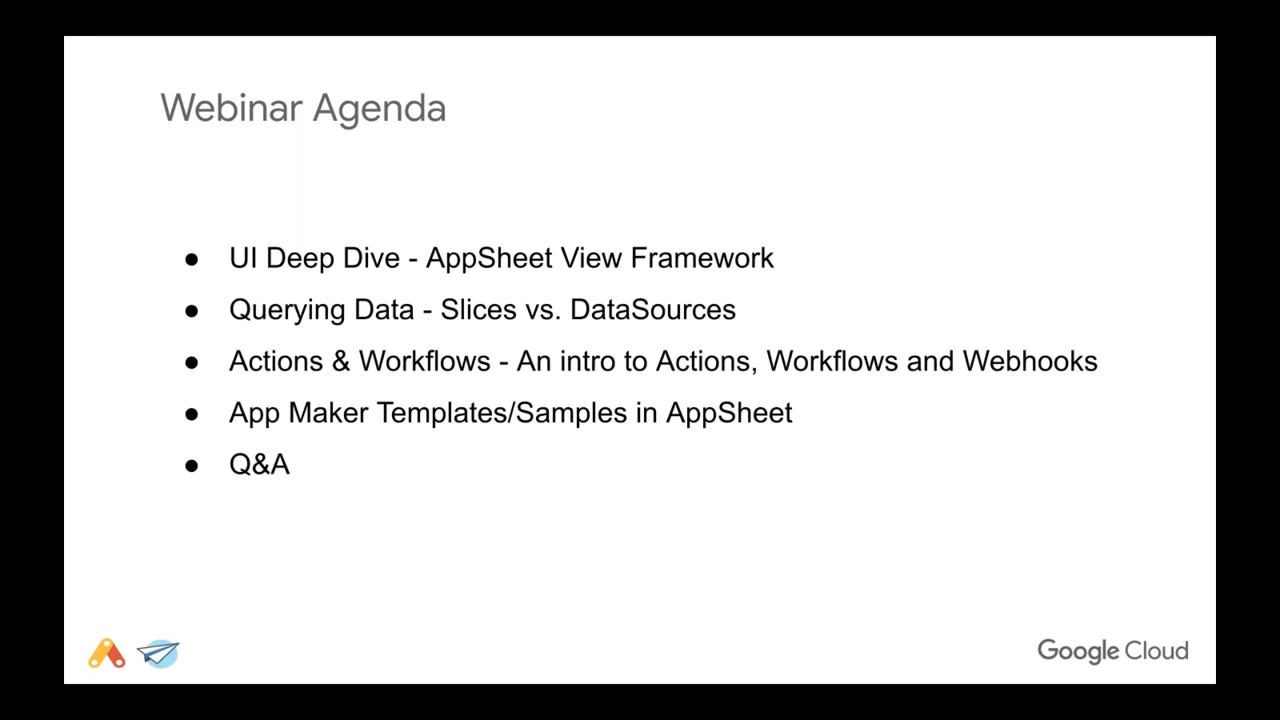 Webinar Agenda
● UI Deep Dive - AppSheet View Framework
● Querying Data - Slices vs. DataSources
● Actions & Workflows - An intro to Actions, Workflows and Webhooks
● App Maker Templates/Samples in AppSheet
● Q&A
Google Cloud